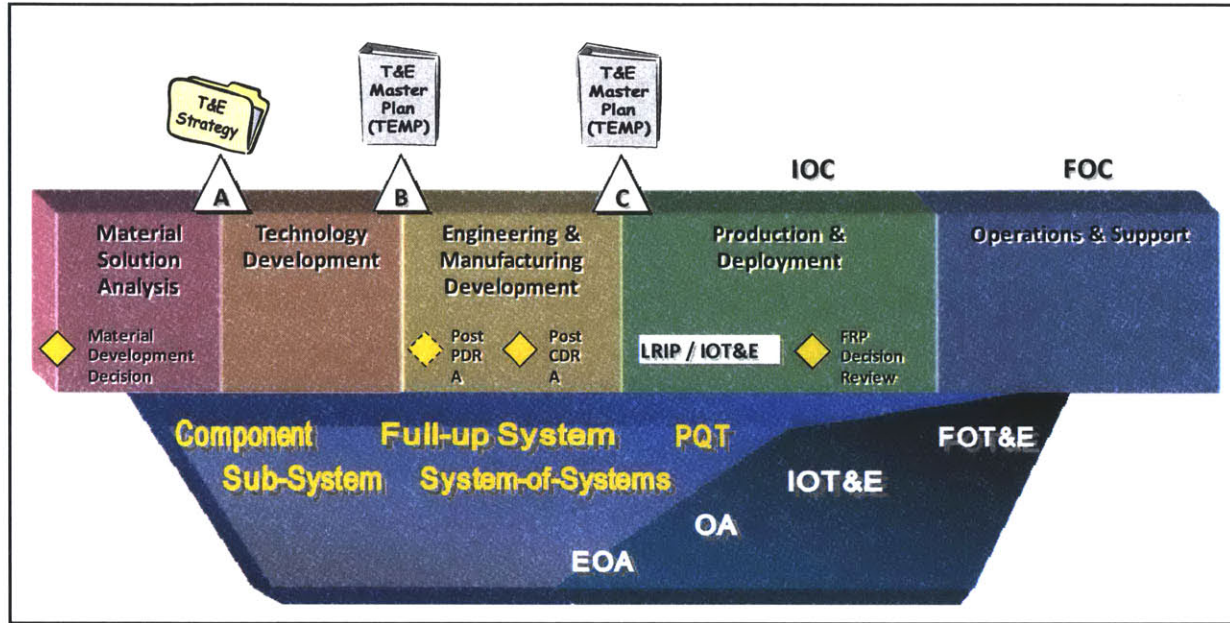 T&E
Strategy
T&E
Master
Plan
(TEMP)
T&E
Master
Plan
(TEMP)
A
B
C
IOC
FOC
Material
Solution
Analysis
Technology
Development
Engineering &
Manufacturing
Development
Production &
Deployment
Operations & Support
Material
Development
Decision
Post
PDR
A
Post
CDR
A
LRIP / IOT&E
FRP
Decision
Review
Component
Full-up System
PQT
FOT&E
Sub-System
System-of-Systems
IOT&E
OA
EOA